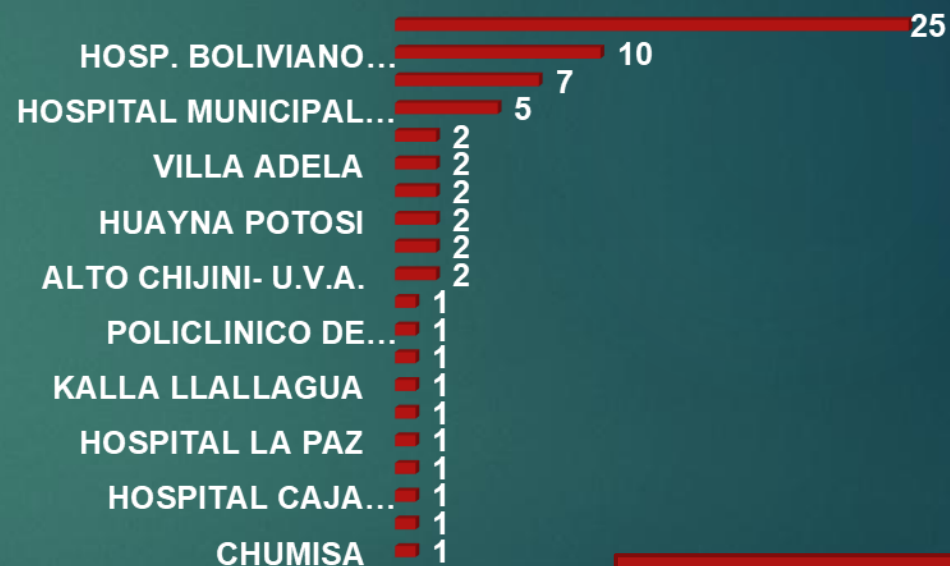 25
HOSP. BOLIVIANO... 10
7
HOSPITAL MUNICIPAL... 5
2
VILLA ADELA 2
2
HUAYNA POTOSI 2
2
ALTO CHIJINI- U.V.A. 2
1
POLICLINICO DE... 1
1
KALLA LLALLAGUA 1
1
HOSPITAL LA PAZ 1
1
HOSPITAL CAJA... 1
1
CHUMISA 1